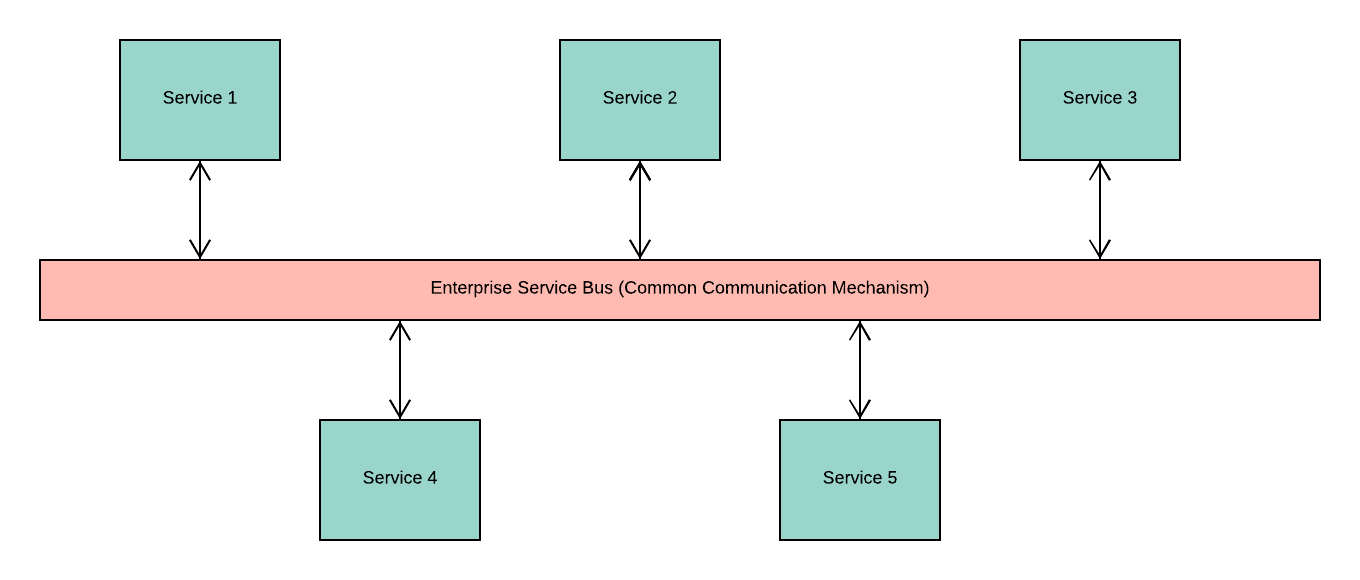 Service 1
Service 2
Service 3
Enterprise Service Bus (Common Communication Mechanism)
Service 4
Service 5